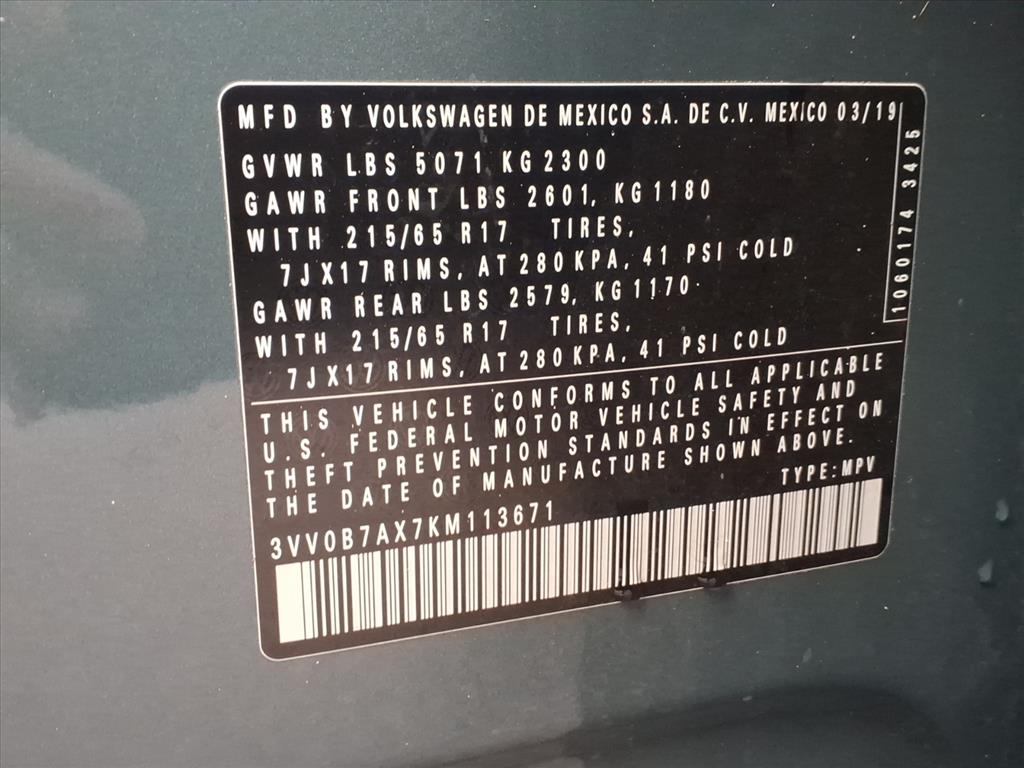 MFD BY VOLKSWAGEN DE MEXICO S.A. DE C.V. MEXICO 03/19
GVWR LBS 5071 KG 2300
GAWR FRONT LBS 2601, KG 1180
WITH 215/65 R17 TIRES,
7JX17 RIMS, AT 280 KPA, 41 PSI COLD
GAWR REAR LBS 2579, KG 1170
WITH 215/65 R17 TIRES,
7JX17 RIMS, AT 280 KPA, 41 PSI COLD
1060174 3425
THIS VEHICLE CONFORMS TO ALL APPLICABLE
U.S. FEDERAL MOTOR VEHICLE SAFETY AND
THEFT PREVENTION STANDARDS IN EFFECT ON
THE DATE OF MANUFACTURE SHOWN ABOVE.
TYPE: MPV
3VV0B7AX7KM113671